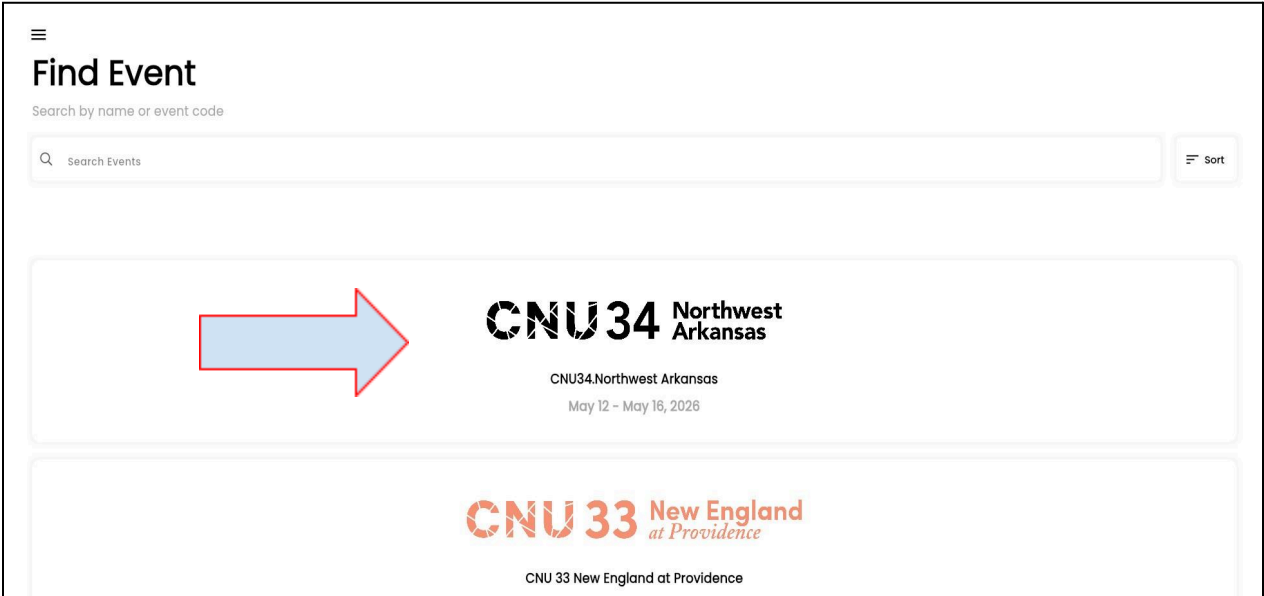 Find Event
Search by name or event code
Search Events
Sort
CNU 34 Northwest
Arkansas
CNU34.Northwest Arkansas
May 12 - May 16, 2026
CNU 33 New England
at Providence
CNU 33 New England at Providence